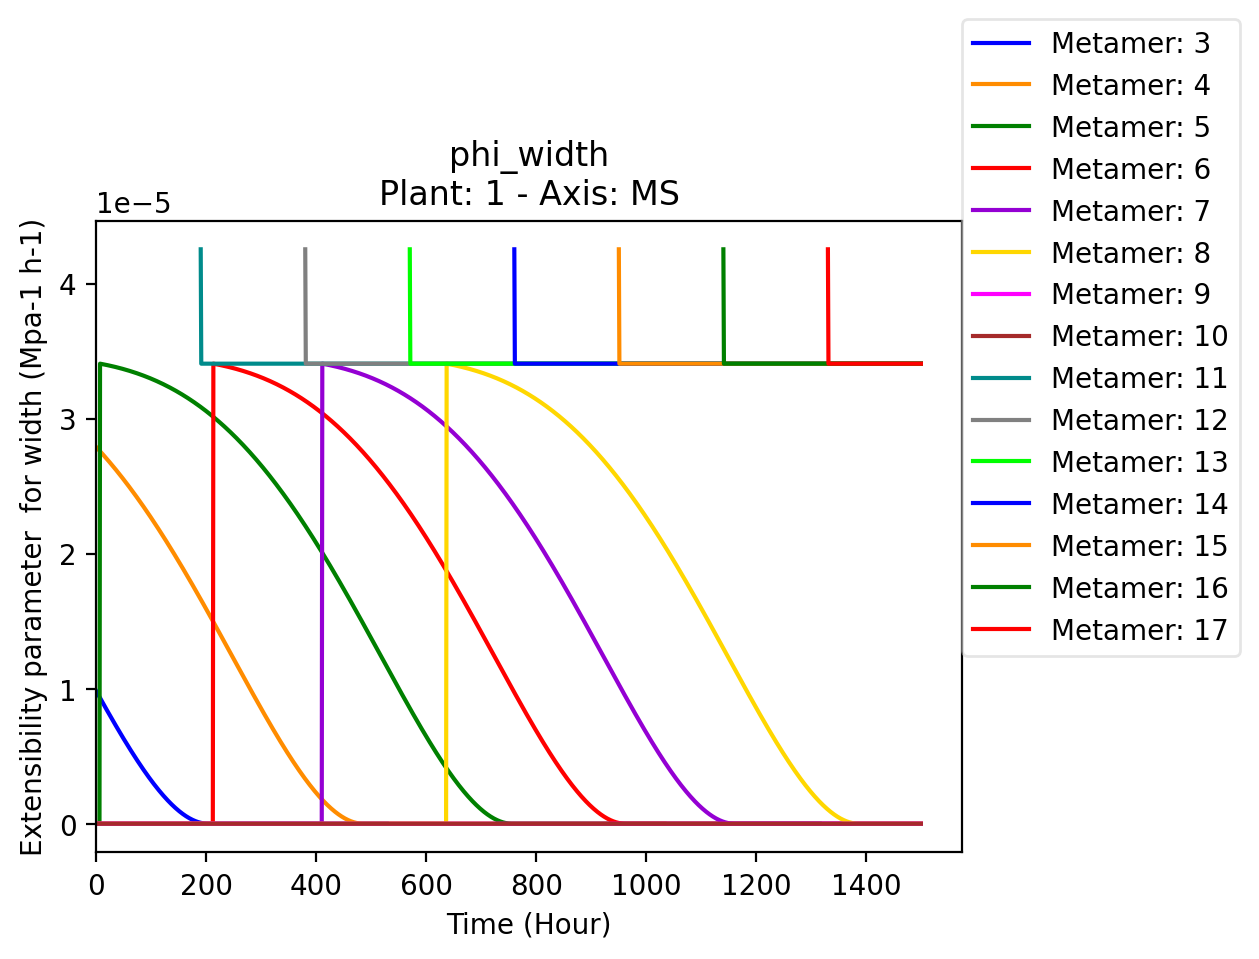 phi_width
Plant: 1 - Axis: MS
1e−5
Extensibility parameter  for width (Mpa-1 h-1)
4
3
2
1
0
0 200 400 600 800 1000 1200 1400
Time (Hour)
Metamer: 3
Metamer: 4
Metamer: 5
Metamer: 6
Metamer: 7
Metamer: 8
Metamer: 9
Metamer: 10
Metamer: 11
Metamer: 12
Metamer: 13
Metamer: 14
Metamer: 15
Metamer: 16
Metamer: 17